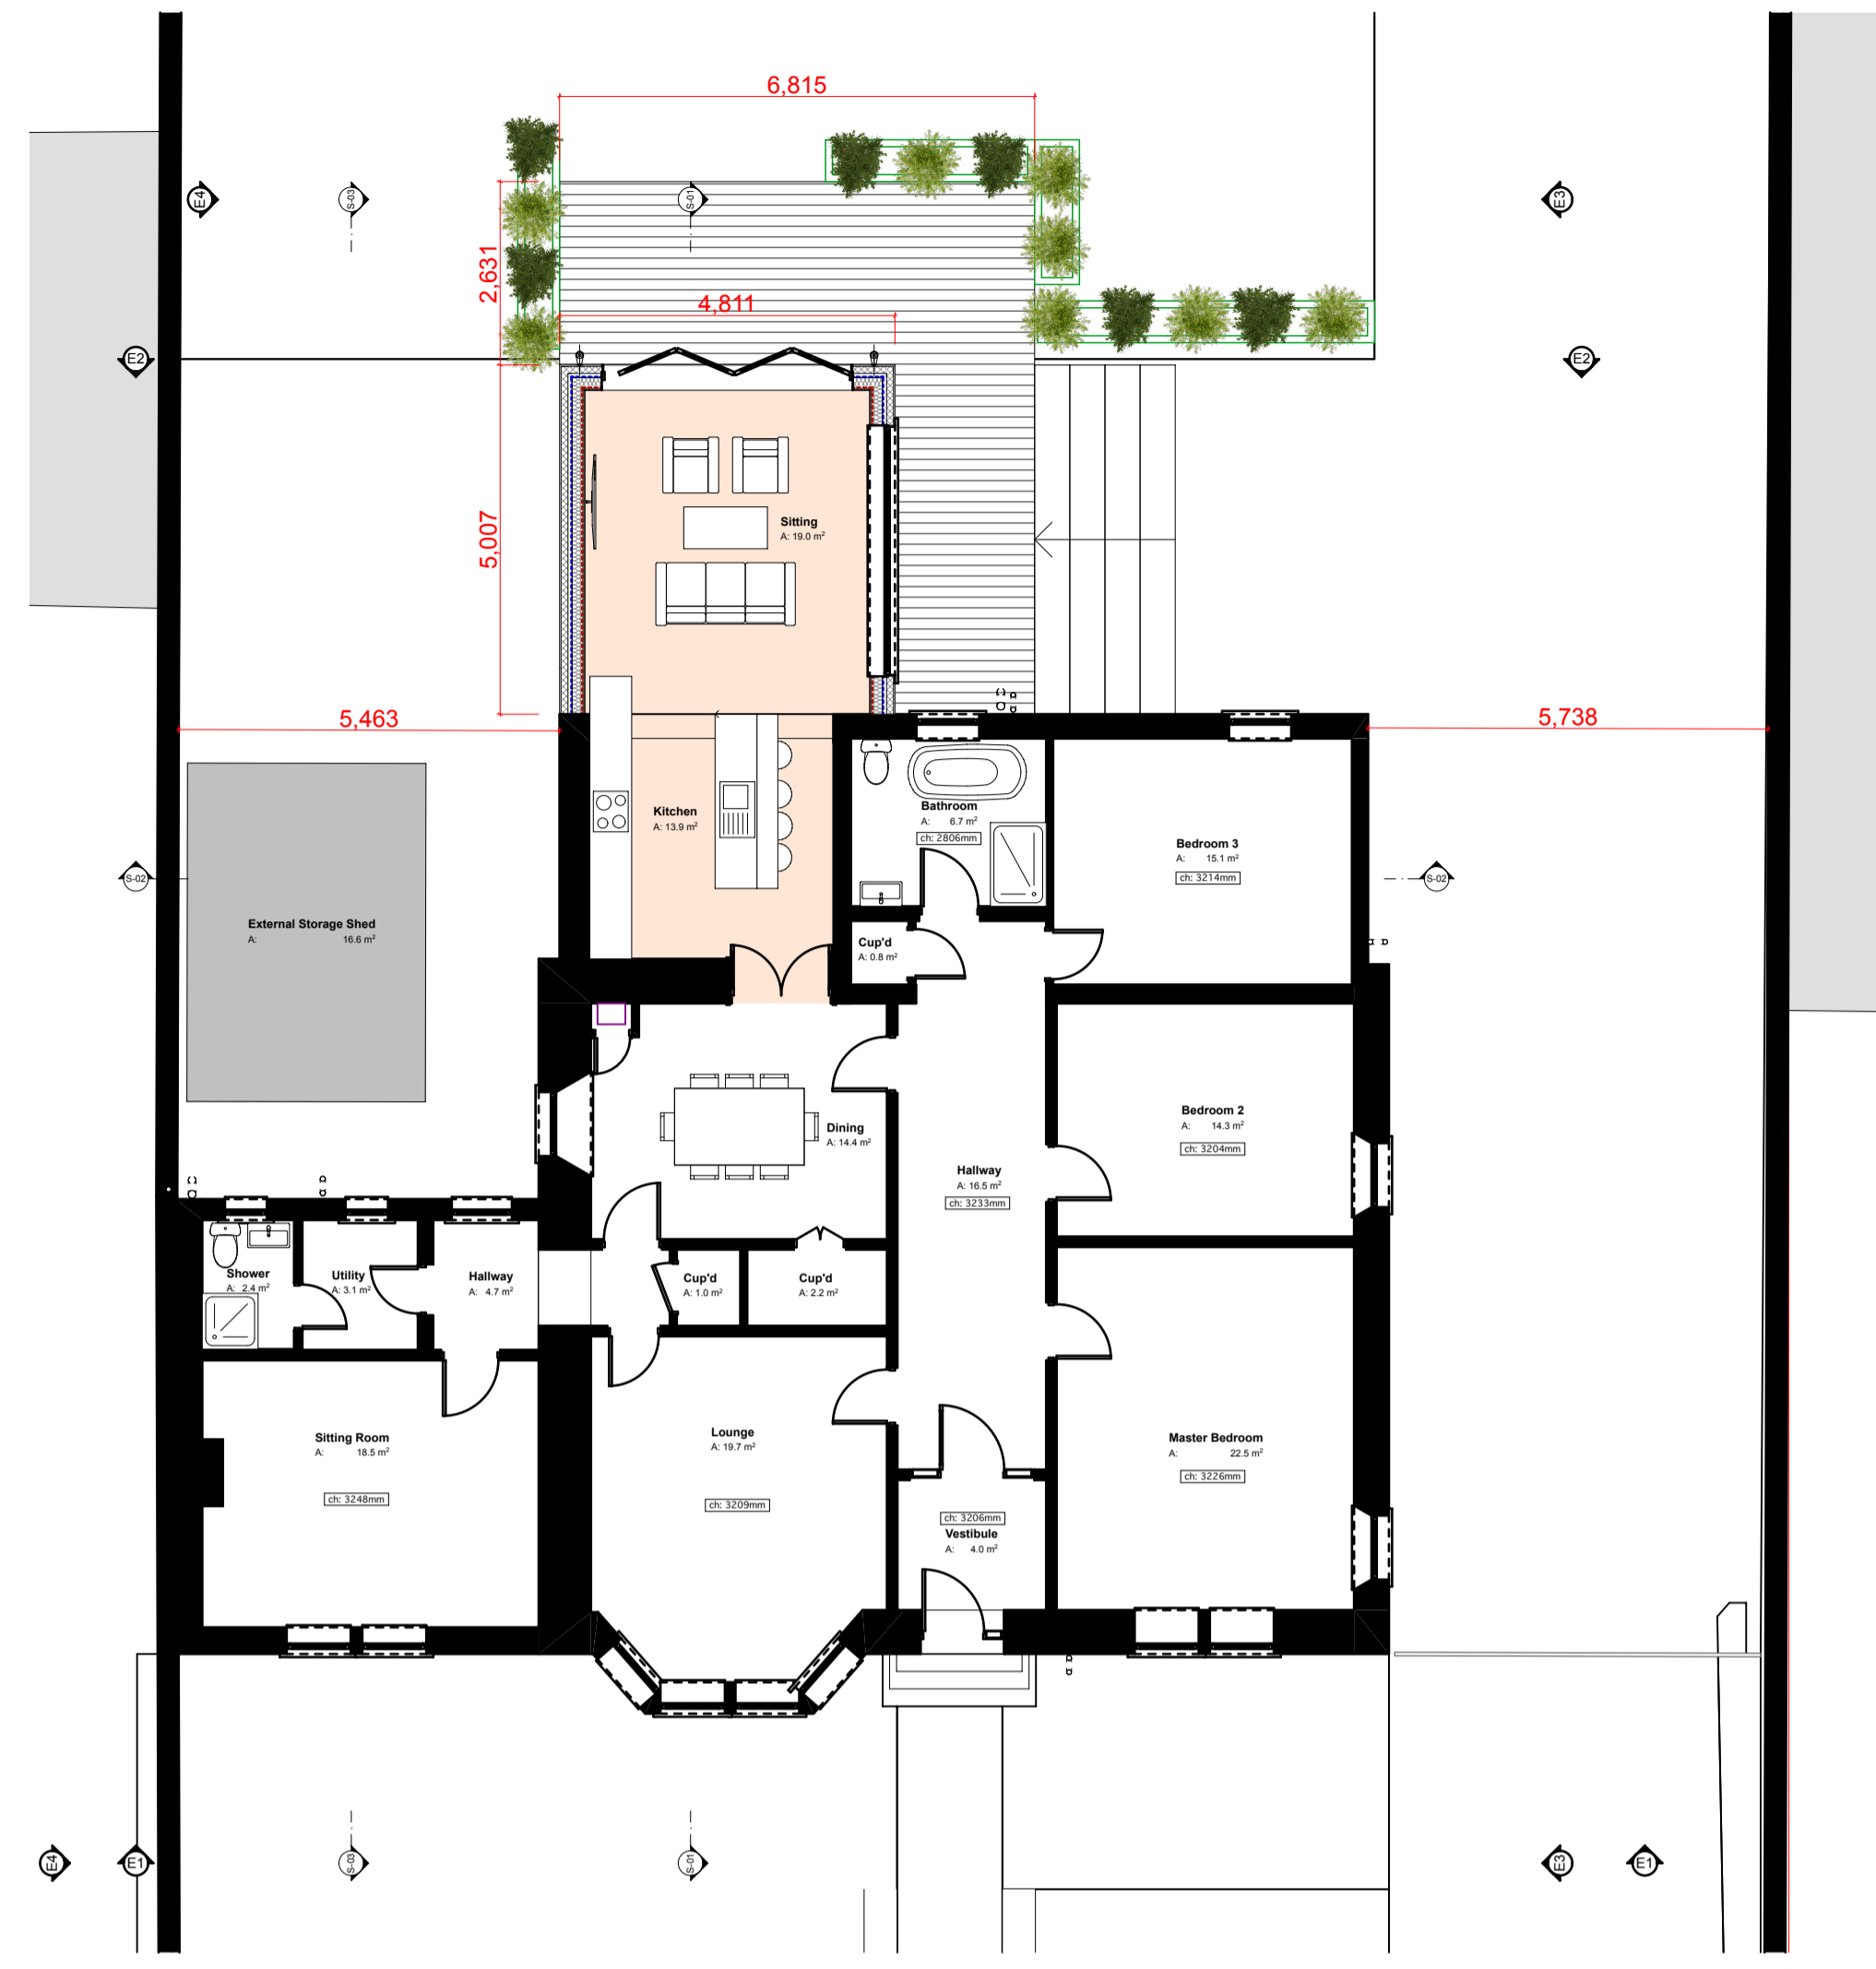 6,815
E4
S-03
S-01
E3
2,631
4,811
E2
E2
Sitting
A: 19.0 m²
5,007
5,463
5,738
Kitchen
A: 13.9 m²
Bathroom
A: 6.7 m²
ch: 2806mm
Bedroom 3
A: 15.1 m²
ch: 3214mm
S-02
S-02
External Storage Shed
A: 16.6 m²
Cup'd
A: 0.8 m²
Dining
A: 14.4 m²
Bedroom 2
A: 14.3 m²
ch: 3204mm
Hallway
A: 16.5 m²
ch: 3233mm
Shower
A: 2.4 m²
Utility
A: 3.1 m²
Hallway
A: 4.7 m²
Cup'd
A: 1.0 m²
Cup'd
A: 2.2 m²
Sitting Room
A: 18.5 m²
ch: 3248mm
Lounge
A: 19.7 m²
ch: 3209mm
Master Bedroom
A: 22.5 m²
ch: 3226mm
ch: 3206mm
Vestibule
A: 4.0 m²
E4
E1
S-03
S-01
E3
E1